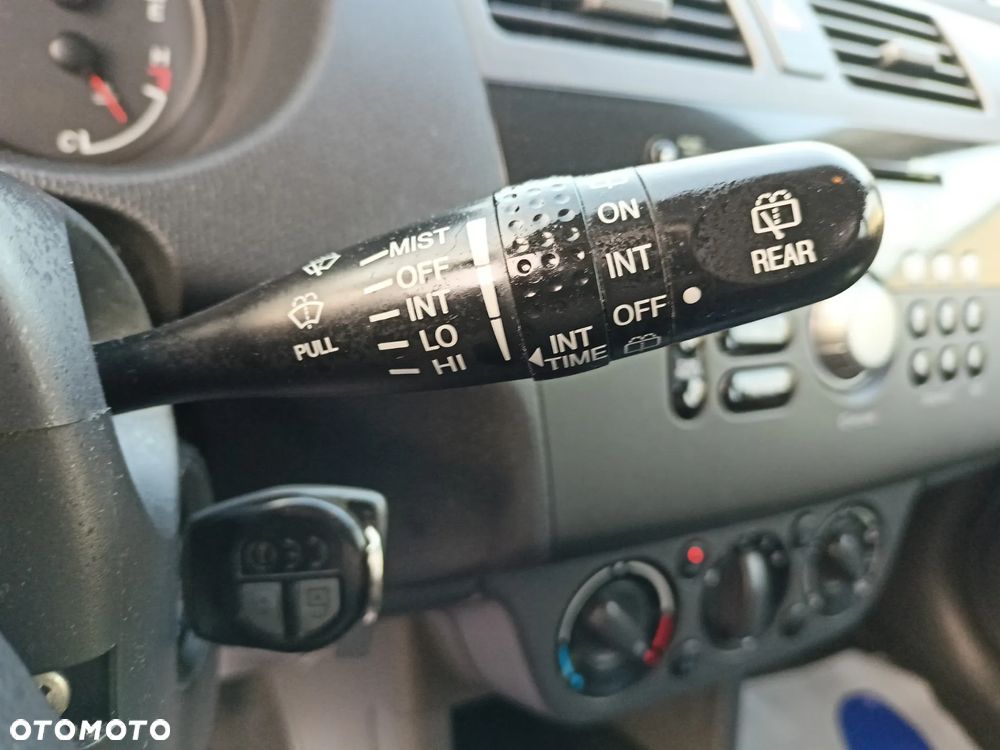 H
C
MIST
OFF
INT
LO
HI
PULL
INT
TIME
ON
INT
OFF
REAR
OTOMOTO